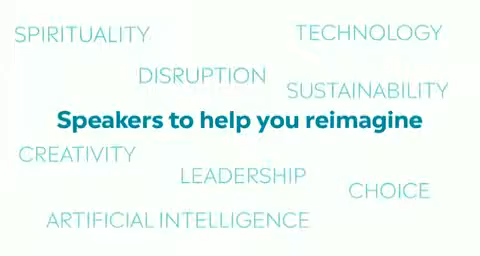 SPIRITUALITY
TECHNOLOGY
DISRUPTION
SUSTAINABILITY
Speakers to help you reimagine
CREATIVITY
LEADERSHIP
CHOICE
ARTIFICIAL INTELLIGENCE